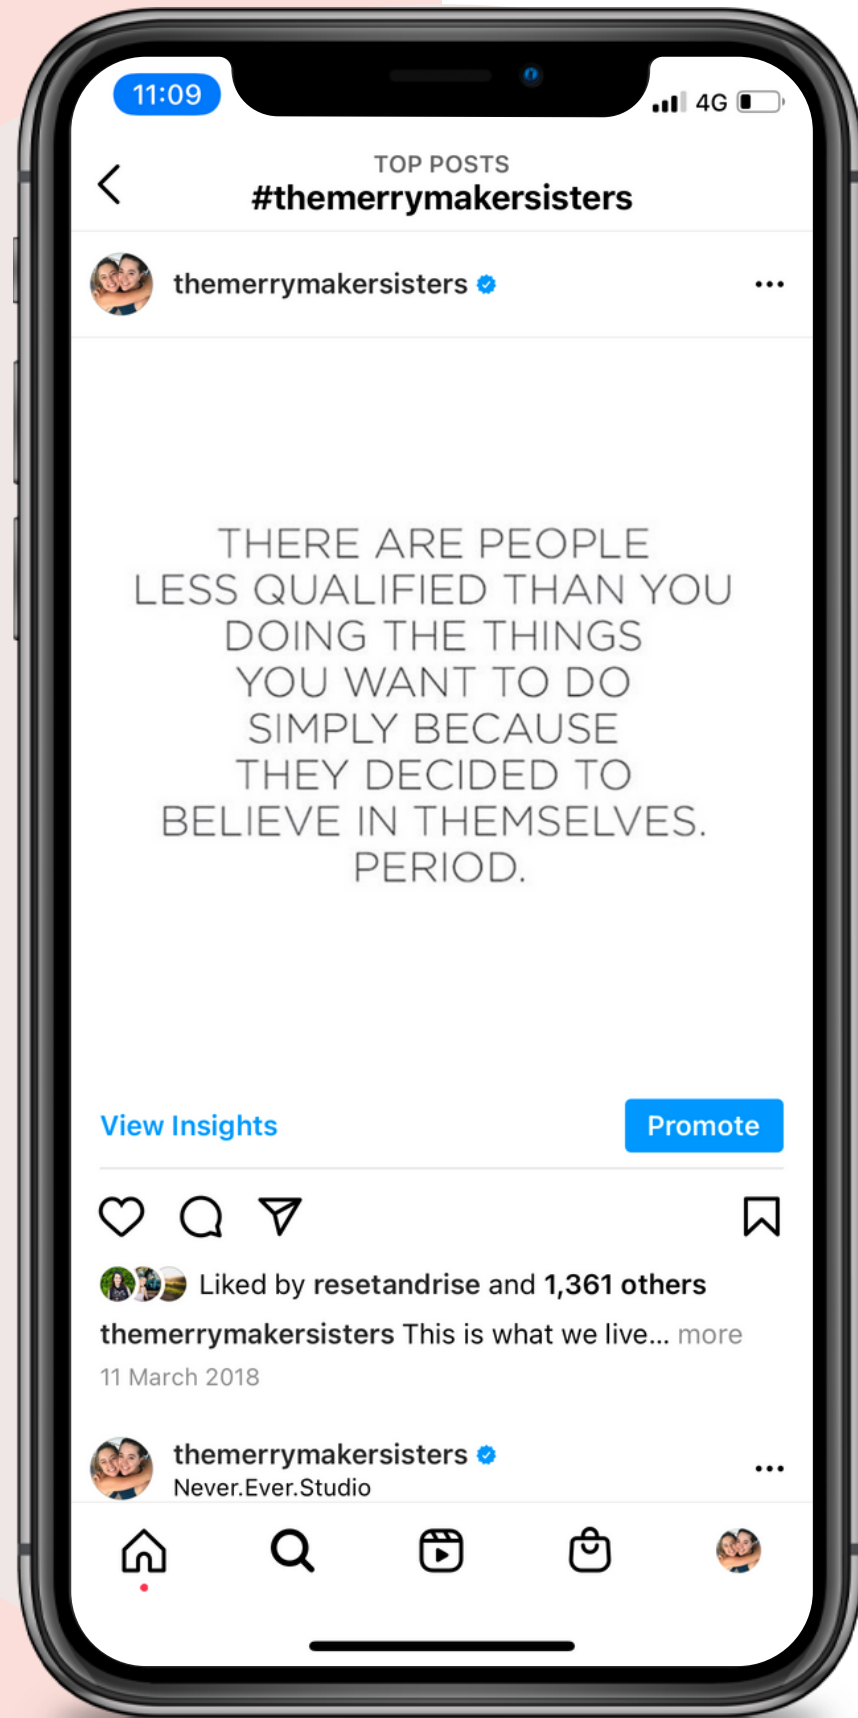 11:09
4G
TOP POSTS
#themerrymakersisters
themerrymakersisters
THERE ARE PEOPLE
LESS QUALIFIED THAN YOU
DOING THE THINGS
YOU WANT TO DO
SIMPLY BECAUSE
THEY DECIDED TO
BELIEVE IN THEMSELVES.
PERIOD.
View Insights
Promote
Liked by resetandrise and 1,361 others
themerrymakersisters This is what we live... more
11 March 2018
themerrymakersisters
Never.Ever.Studio